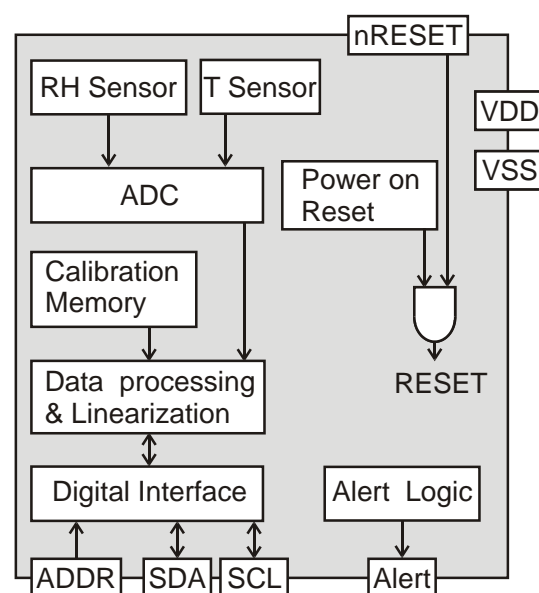 nRESET
RH Sensor
T Sensor
VDD
VSS
ADC
Power on
Reset
Calibration
Memory
Data processing
& Linearization
RESET
Digital Interface
Alert Logic
ADDR
SDA
SCL
Alert